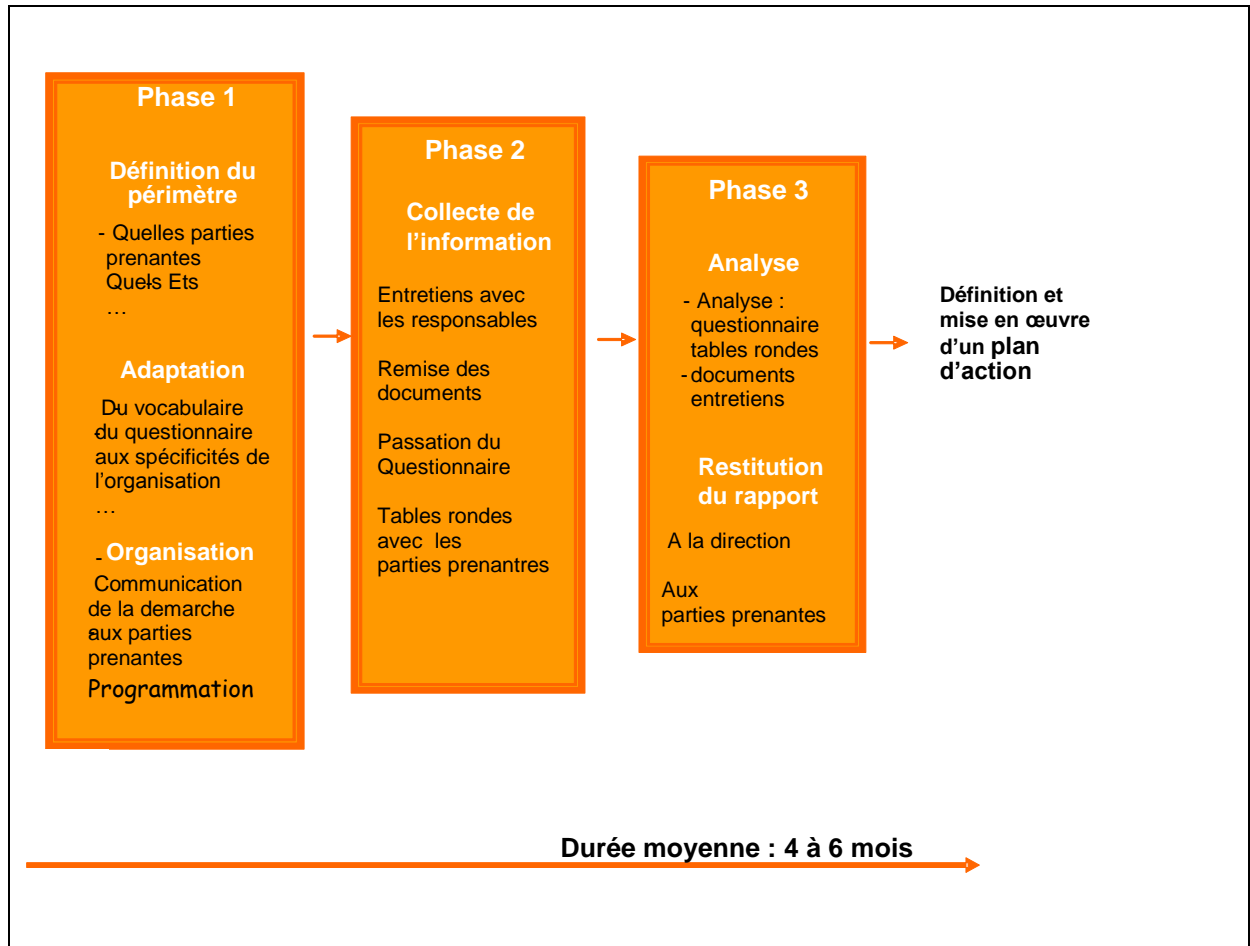 Phase 1
Définition du
périmètre
- Quelles parties
prenantes
Quels Ets
…
Adaptation
Du vocabulaire
-du questionnaire
aux spécificités de
l’organisation
…
- Organisation
Communication
de la demarche
aux parties
prenantes
Programmation
Phase 2
Collecte de
l’information
Entretiens avec
les responsables
Remise des
documents
Passation du
Questionnaire
Tables rondes
avec les
parties prenantres
Phase 3
Analyse
- Analyse :
questionnaire
tables rondes
- documents
entretiens
Restitution
du rapport
A la direction
Aux
parties prenantes
Définition et
mise en œuvre
d’un plan
d’action
Durée moyenne : 4 à 6 mois